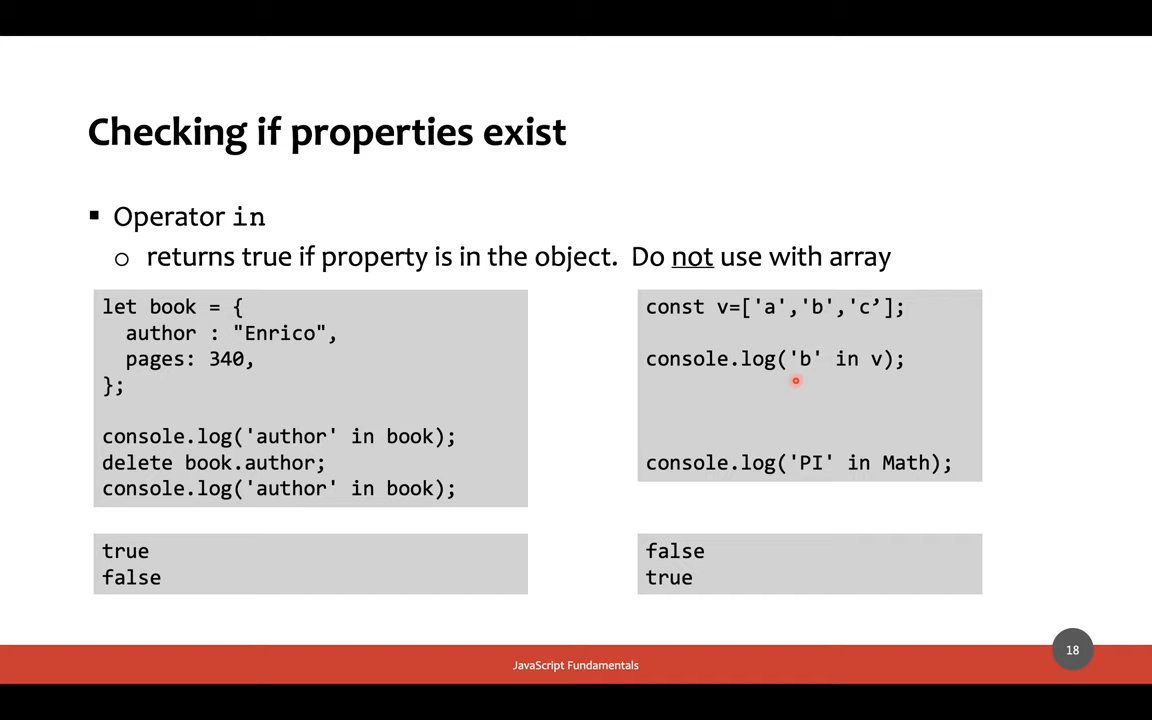 Checking if properties exist
▪ Operator in
o returns true if property is in the object. Do not use with array
let book = {
  author : "Enrico",
  pages: 340,
};
console.log('author' in book);
delete book.author;
console.log('author' in book);
true
false
const v=['a','b','c’];
console.log('b' in v);
console.log('PI' in Math);
false
true
18
JavaScript Fundamentals